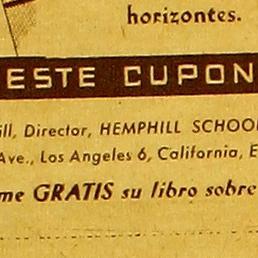 horizontes.
ESTE CUPON
ill, Director, HEMPHILL SCHOO
Ave., Los Angeles 6, California, E
me GRATIS su libro sobre